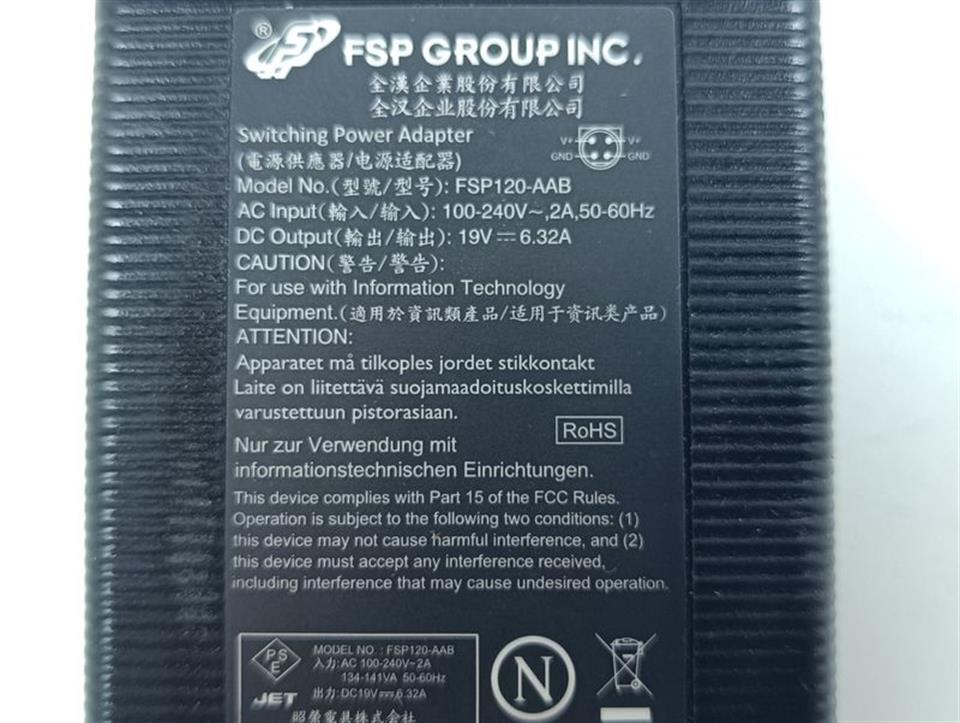 ® FSP GROUP INC.
全漢企業股份有限公司
全汉企业股份有限公司
Switching Power Adapter
(電源供應器/电源适配器)
V+ V+
GND GND
Model No.(型號/型号): FSP120-AAB
AC Input(輸入/输入): 100-240V~,2A,50-60Hz
DC Output(輸出/输出): 19V⎓6.32A
CAUTION(警告/警告):
For use with Information Technology
Equipment.(適用於資訊類產品/适用于资讯类产品)
ATTENTION:
Apparatet må tilkoples jordet stikkontakt
Laite on liitettävä suojamaadoituskoskettimilla
varustettuun pistorasiaan.
RoHS
Nur zur Verwendung mit
informationstechnischen Einrichtungen.
This device complies with Part 15 of the FCC Rules.
Operation is subject to the following two conditions: (1)
this device may not cause harmful interference, and (2)
this device must accept any interference received,
including interference that may cause undesired operation.
PSE
JET
MODEL NO. : FSP120-AAB
入力:AC 100-240V~2A
134-141VA 50-60Hz
出力:DC19V⎓6.32A
昭榮電具株式会社
N